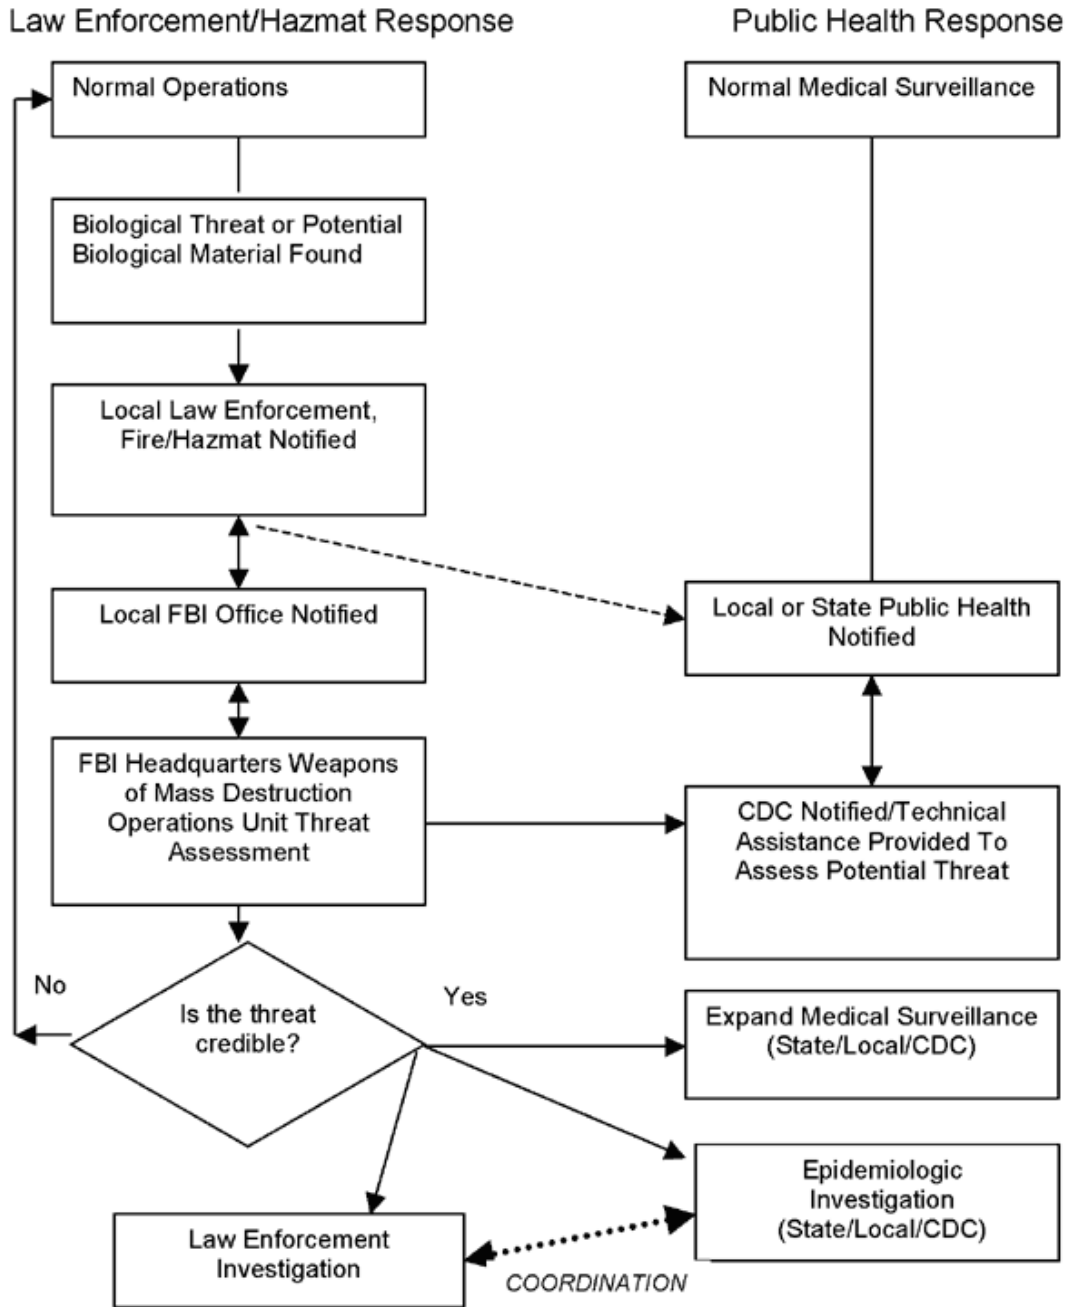 Law Enforcement/Hazmat Response
Public Health Response
Normal Operations
Normal Medical Surveillance
Biological Threat or Potential
Biological Material Found
Local Law Enforcement,
Fire/Hazmat Notified
Local FBI Office Notified
Local or State Public Health
Notified
FBI Headquarters Weapons
of Mass Destruction
Operations Unit Threat
Assessment
CDC Notified/Technical
Assistance Provided To
Assess Potential Threat
No
Is the threat
credible?
Yes
Expand Medical Surveillance
(State/Local/CDC)
Epidemiologic
Investigation
(State/Local/CDC)
Law Enforcement
Investigation
COORDINATION